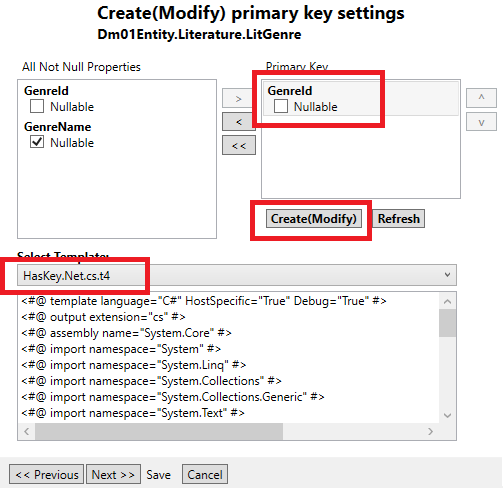 Create(Modify) primary key settings
Dm01Entity.Literature.LitGenre
All Not Null Properties
Primary Key
GenreId
Nullable
GenreName
Nullable
>
<
<<
GenreId
Nullable
^
v
Create(Modify)
Refresh
Select Template:
HasKey.Net.cs.t4
<#@ template language="C#" HostSpecific="True" Debug="True" #>
<#@ output extension="cs" #>
<#@ assembly name="System.Core" #>
<#@ import namespace="System" #>
<#@ import namespace="System.Linq" #>
<#@ import namespace="System.Collections" #>
<#@ import namespace="System.Collections.Generic" #>
<#@ import namespace="System.Text" #>
<< Previous
Next >>
Save
Cancel